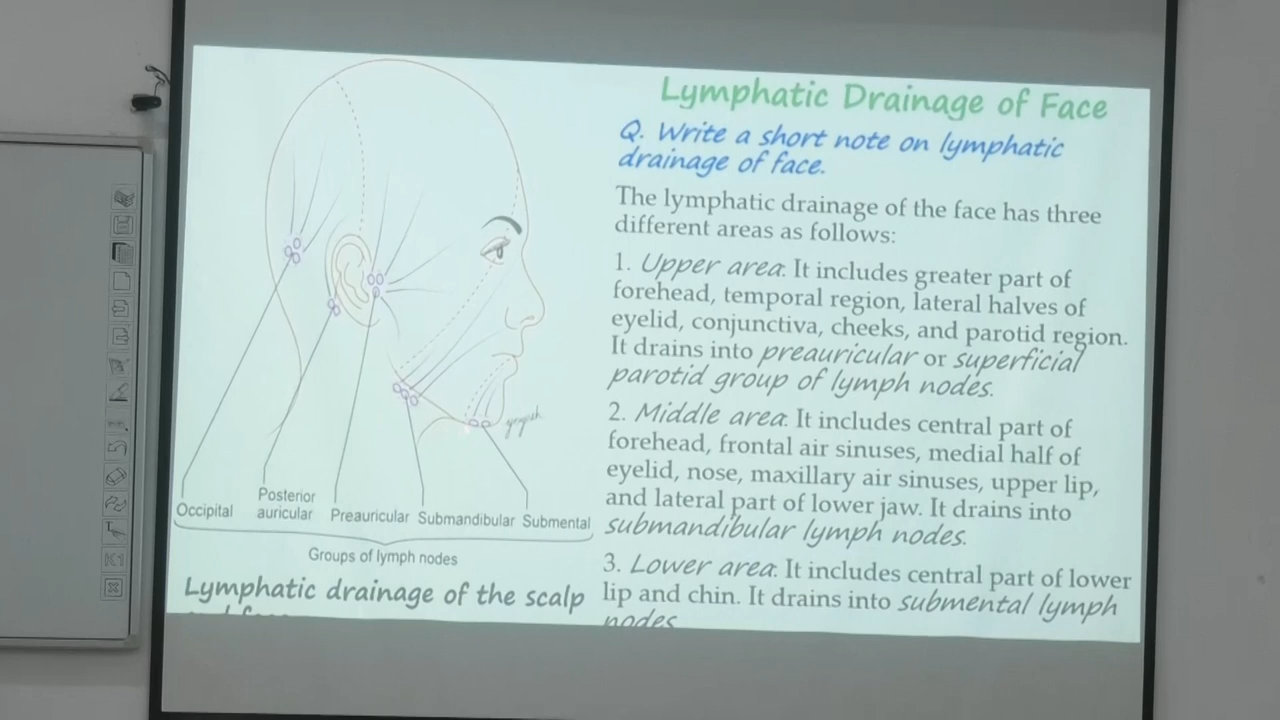 Lymphatic Drainage of Face
Q. Write a short note on lymphatic
drainage of face.
The lymphatic drainage of the face has three
different areas as follows:
1. Upper area: It includes greater part of
forehead, temporal region, lateral halves of
eyelid, conjunctiva, cheeks, and parotid region.
It drains into preauricular or superficial
parotid group of lymph nodes.
2. Middle area: It includes central part of
forehead, frontal air sinuses, medial half of
eyelid, nose, maxillary air sinuses, upper lip,
and lateral part of lower jaw. It drains into
submandibular lymph nodes.
3. Lower area: It includes central part of lower
lip and chin. It drains into submental lymph
nodes
Occipital
Posterior
auricular
Preauricular
Submandibular
Submental
Groups of lymph nodes
Lymphatic drainage of the scalp
and face